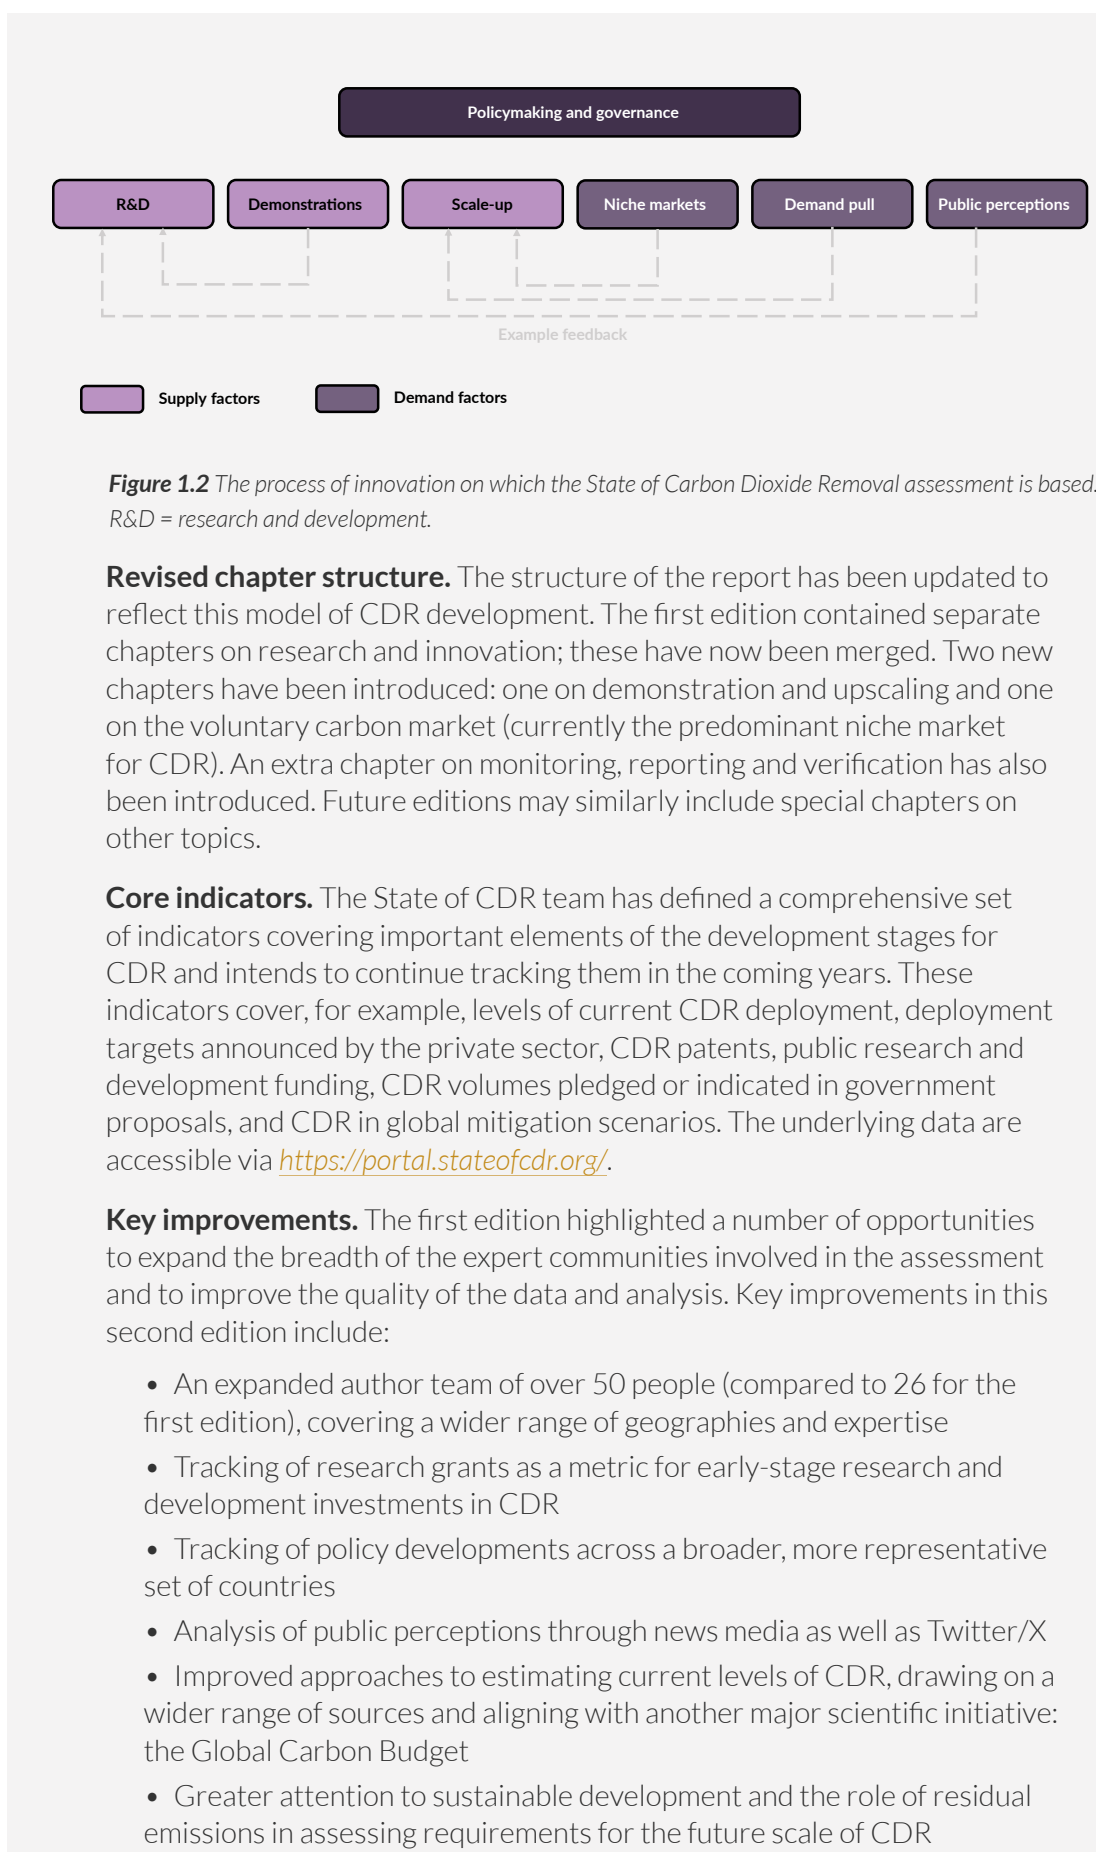 Policymaking and governance
R&D
Demonstrations
Scale-up
Niche markets
Demand pull
Public perceptions
Example feedback
Supply factors
Demand factors
Figure 1.2 The process of innovation on which the State of Carbon Dioxide Removal assessment is based.
R&D = research and development.
Revised chapter structure. The structure of the report has been updated to
reflect this model of CDR development. The first edition contained separate
chapters on research and innovation; these have now been merged. Two new
chapters have been introduced: one on demonstration and upscaling and one
on the voluntary carbon market (currently the predominant niche market
for CDR). An extra chapter on monitoring, reporting and verification has also
been introduced. Future editions may similarly include special chapters on
other topics.
Core indicators. The State of CDR team has defined a comprehensive set
of indicators covering important elements of the development stages for
CDR and intends to continue tracking them in the coming years. These
indicators cover, for example, levels of current CDR deployment, deployment
targets announced by the private sector, CDR patents, public research and
development funding, CDR volumes pledged or indicated in government
proposals, and CDR in global mitigation scenarios. The underlying data are
accessible via https://portal.stateofcdr.org/.
Key improvements. The first edition highlighted a number of opportunities
to expand the breadth of the expert communities involved in the assessment
and to improve the quality of the data and analysis. Key improvements in this
second edition include:
• An expanded author team of over 50 people (compared to 26 for the
first edition), covering a wider range of geographies and expertise
• Tracking of research grants as a metric for early-stage research and
development investments in CDR
• Tracking of policy developments across a broader, more representative
set of countries
• Analysis of public perceptions through news media as well as Twitter/X
• Improved approaches to estimating current levels of CDR, drawing on a
wider range of sources and aligning with another major scientific initiative:
the Global Carbon Budget
• Greater attention to sustainable development and the role of residual
emissions in assessing requirements for the future scale of CDR